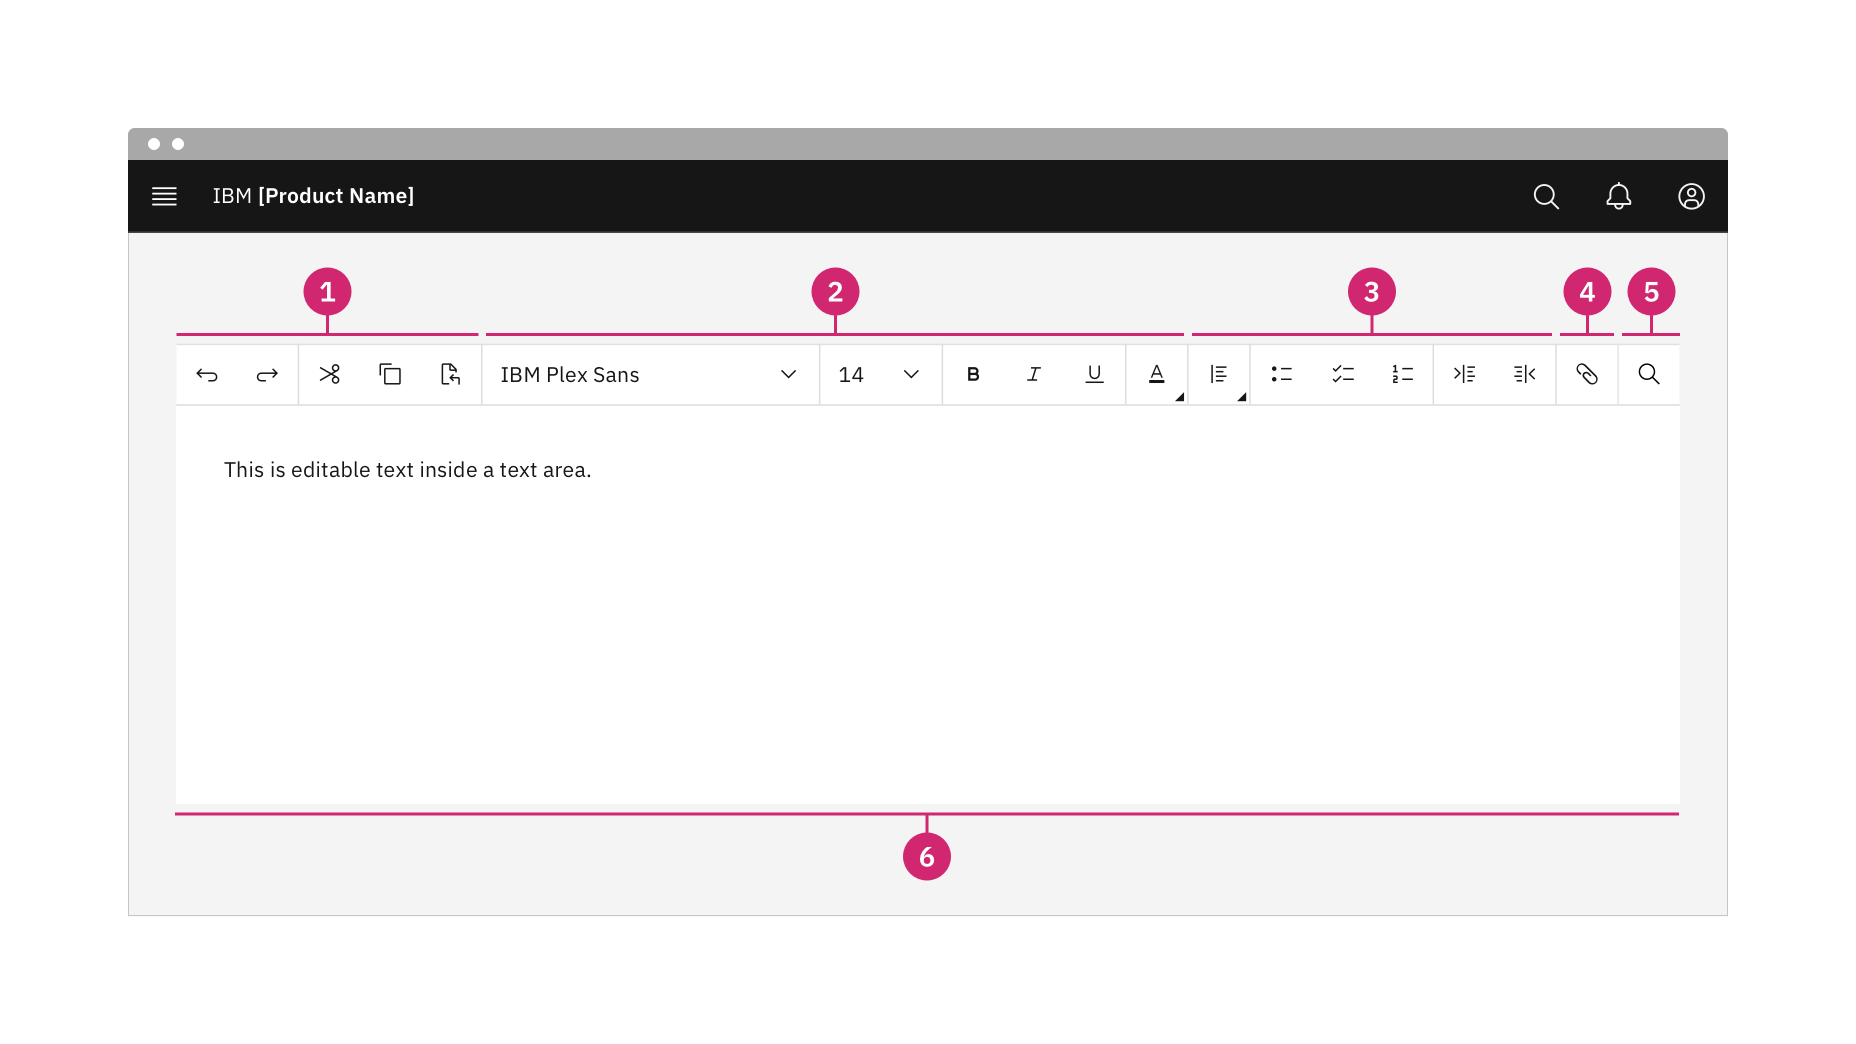 IBM [Product Name]
1 2 3 4 5
IBM Plex Sans 14 B I U A
This is editable text inside a text area.
6